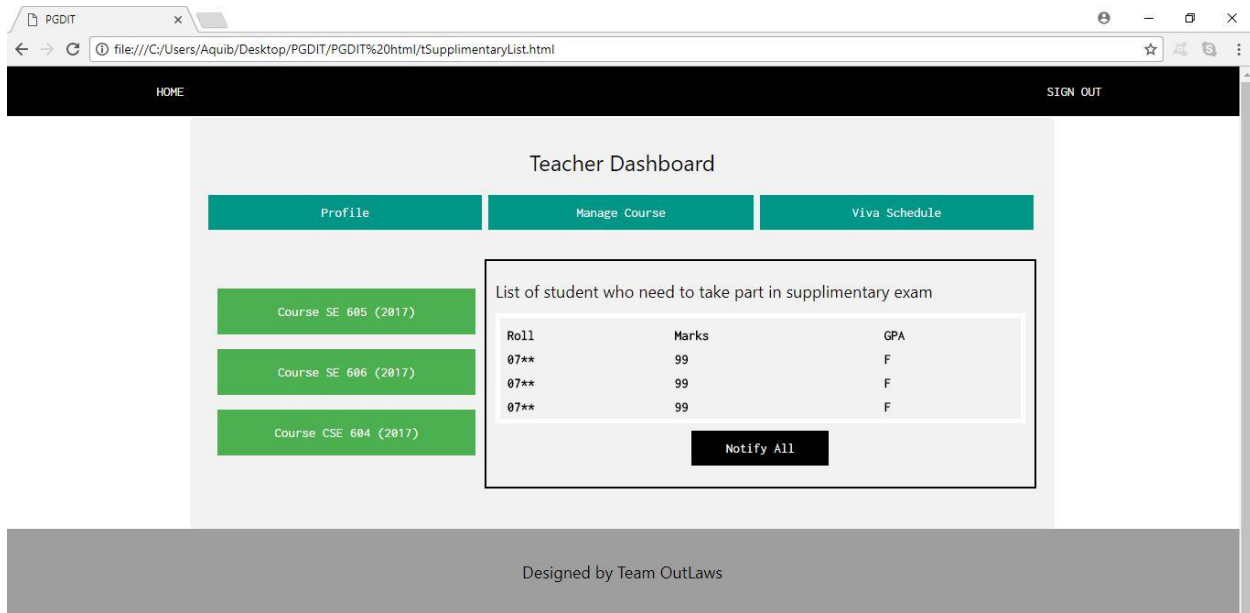 PGDIT
file:///C:/Users/Aquib/Desktop/PGDIT/PGDIT%20html/tSupplimentaryList.html
HOME SIGN OUT
Teacher Dashboard
Profile Manage Course Viva Schedule
Course SE 605 (2017)
Course SE 606 (2017)
Course CSE 604 (2017)
List of student who need to take part in supplimentary exam
Roll Marks GPA
07** 99 F
07** 99 F
07** 99 F
Notify All
Designed by Team OutLaws